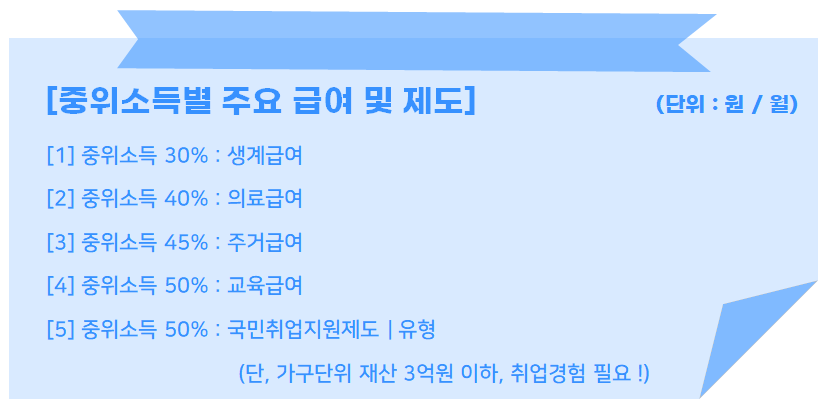 [중위소득별 주요 급여 및 제도]
(단위 : 원 / 월)
[1] 중위소득 30% : 생계급여
[2] 중위소득 40% : 의료급여
[3] 중위소득 45% : 주거급여
[4] 중위소득 50% : 교육급여
[5] 중위소득 50% : 국민취업지원제도 | 유형
(단, 가구단위 재산 3억원 이하, 취업경험 필요 !)